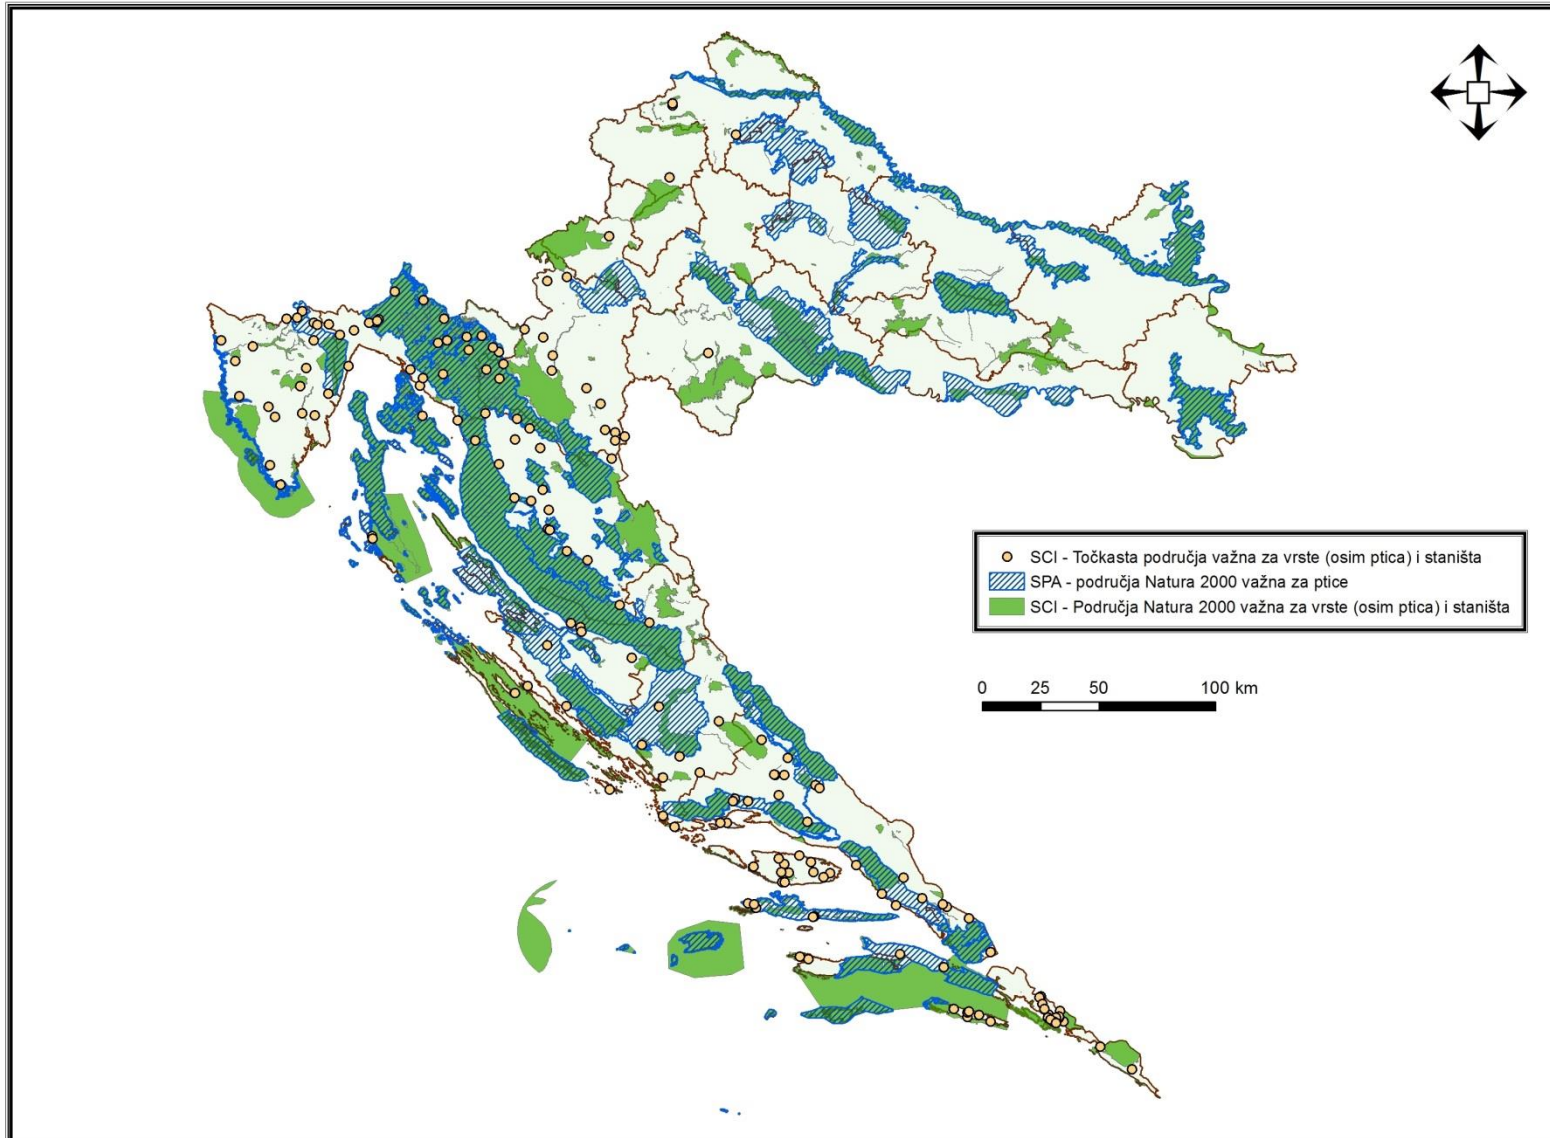 SCI - Točkasta područja važna za vrste (osim ptica) i staništa
SPA - područja Natura 2000 važna za ptice
SCI - Područja Natura 2000 važna za vrste (osim ptica) i staništa
0 25 50 100 km